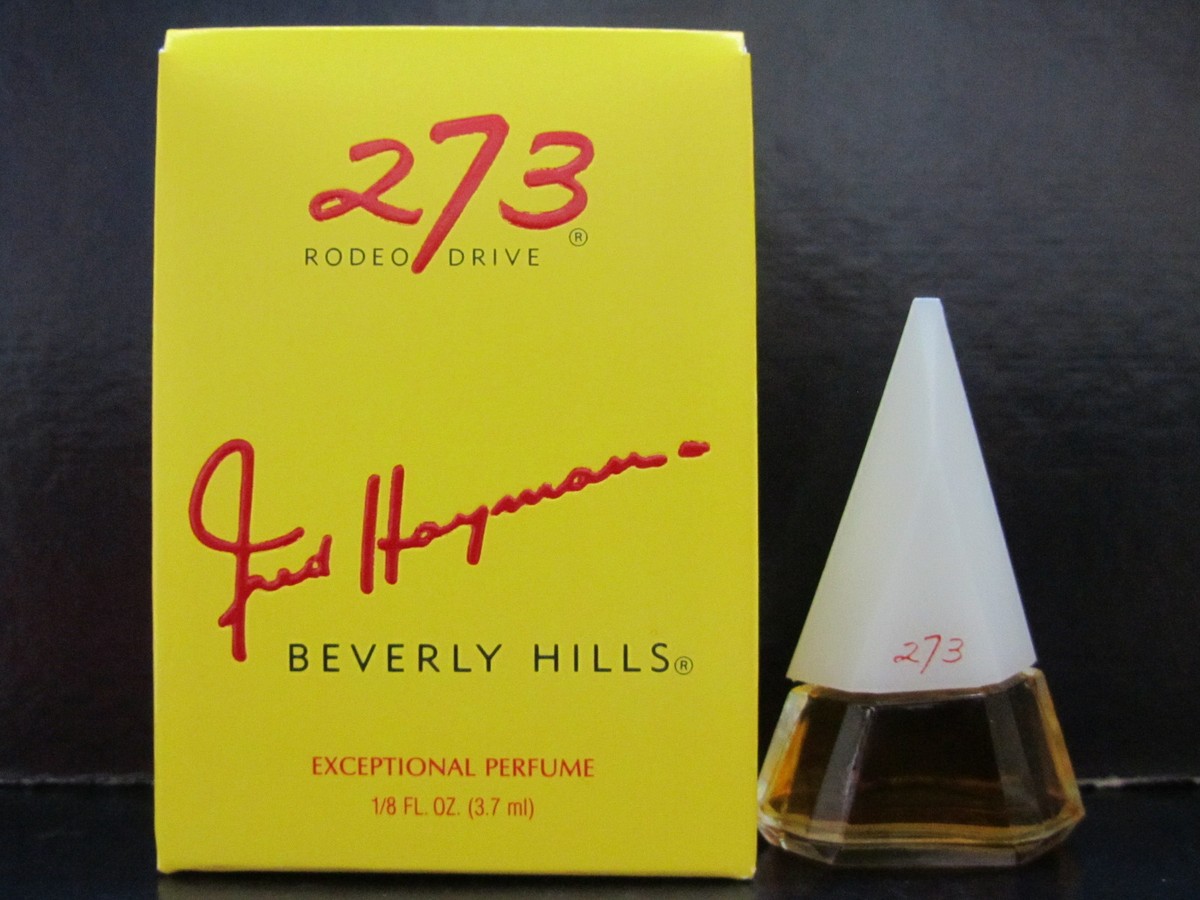 273
RODEO DRIVE ®
Fred Hayman
BEVERLY HILLS®
EXCEPTIONAL PERFUME
1/8 FL. OZ. (3.7 ml)
273